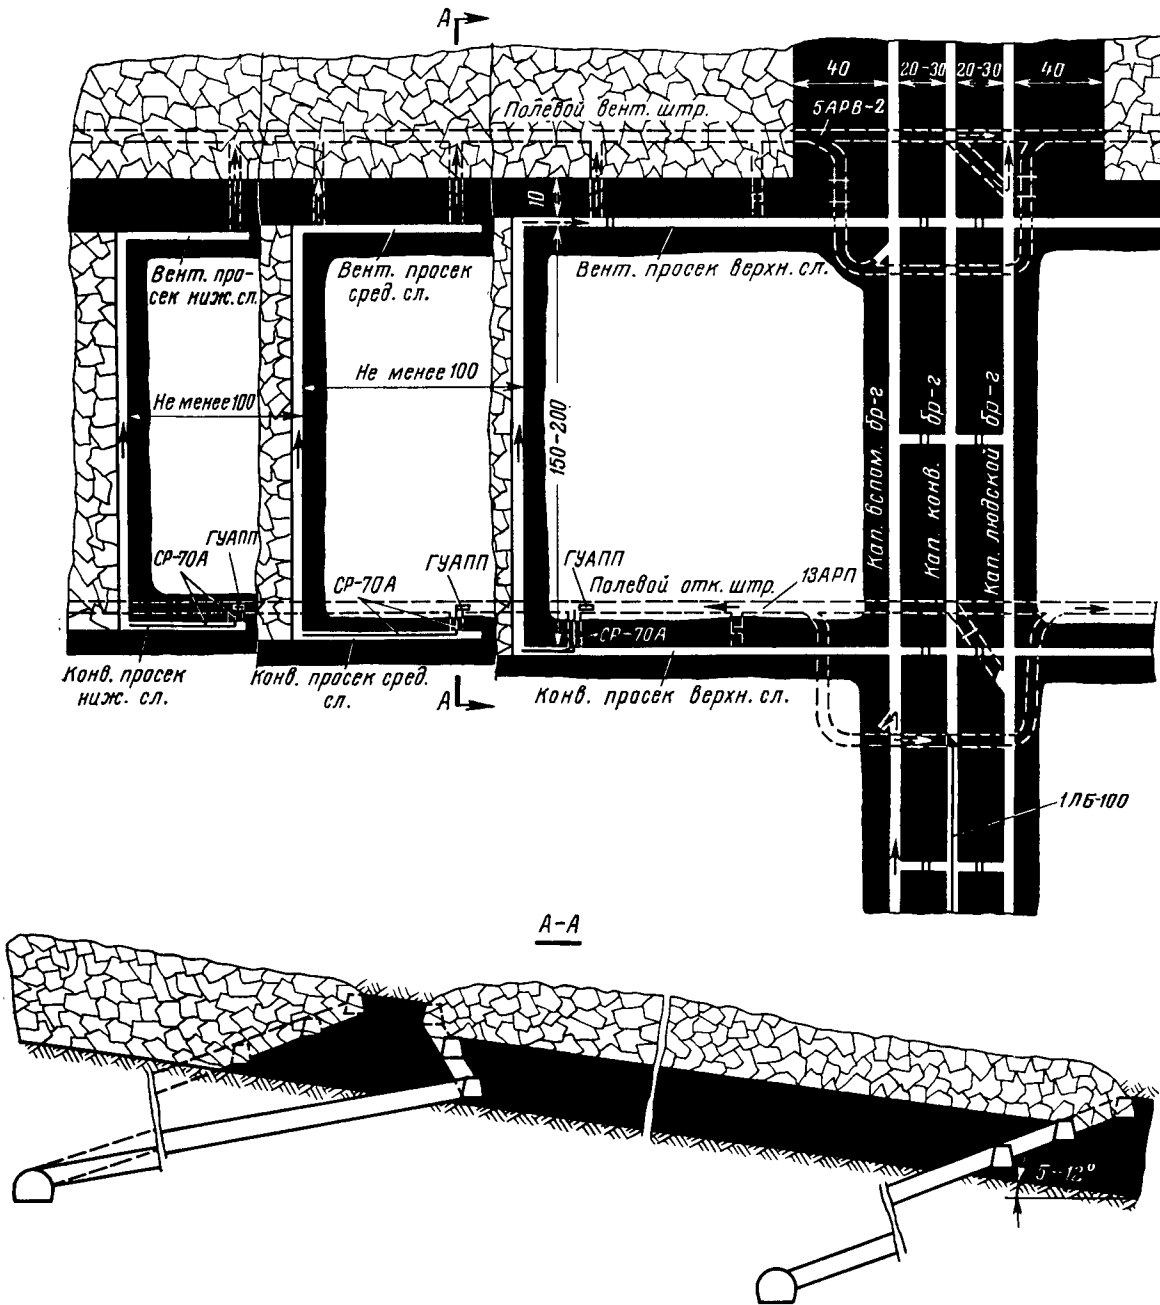 А
40
20-30
20-30
40
Полевой вент. штр.
5АРВ-2
10
Вент. про-
сек ниж. сл.
Вент. просек
сред. сл.
Вент. просек верхн. сл.
Не менее 100
Не менее 100
150-200
Кап. вспом. бр-г
Кап. конв. бр-г
Кап. людской бр-г
СР-70А
ГУАПП
СР-70А
ГУАПП
ГУАПП
Полевой отк. штр.
13АРП
СР-70А
Конв. просек
ниж. сл.
Конв. просек сред.
сл.
Конв. просек верхн. сл.
А
1ЛБ-100
А-А
5-12°